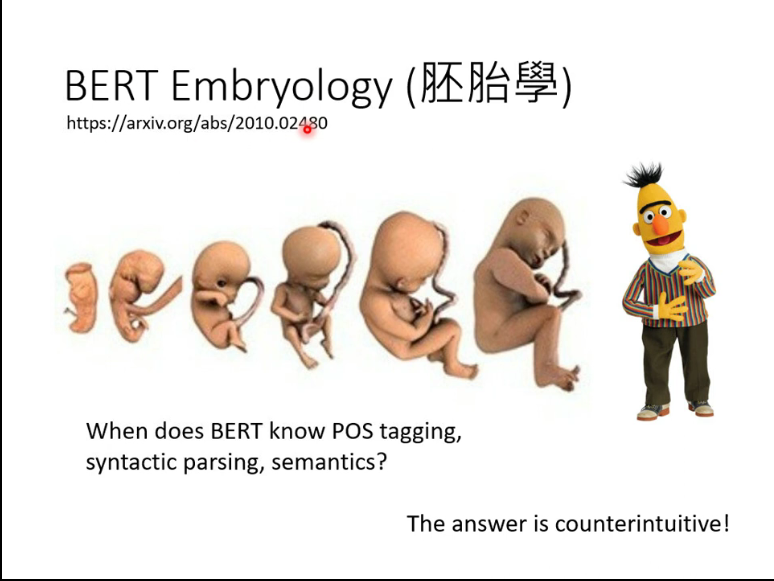 BERT Embryology (胚胎學)
https://arxiv.org/abs/2010.02480
When does BERT know POS tagging,
syntactic parsing, semantics?
The answer is counterintuitive!